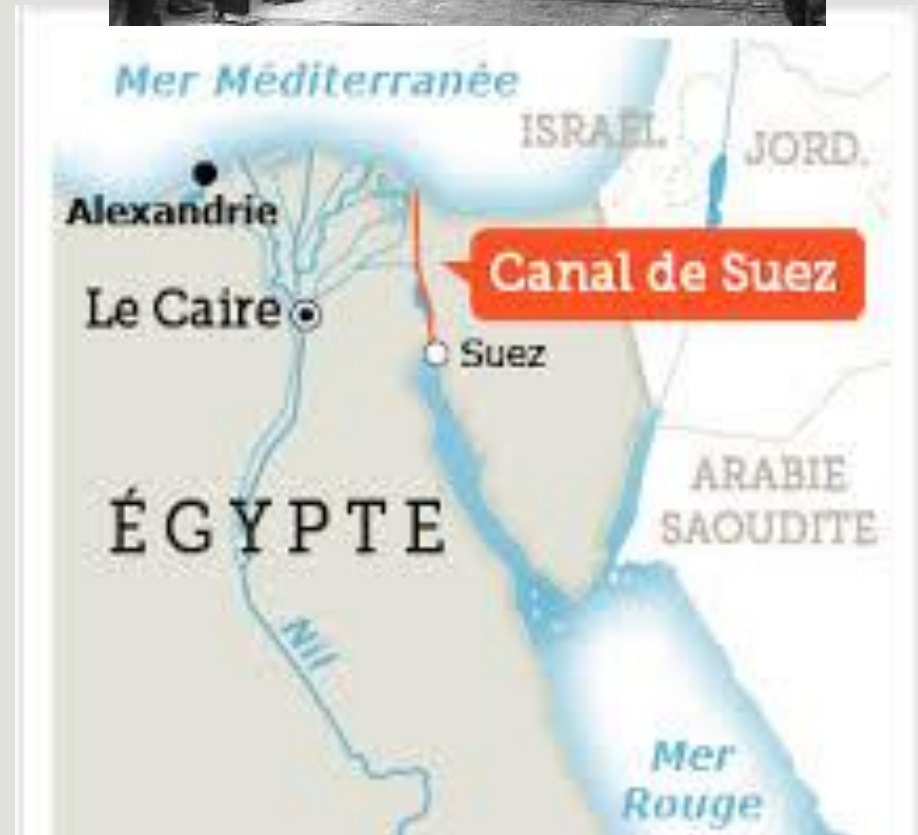 Mer Méditerranée
ISRAËL
JORD.
Alexandrie
Canal de Suez
Le Caire
Suez
ARABIE
SAOUDITE
ÉGYPTE
Nil
Mer
Rouge